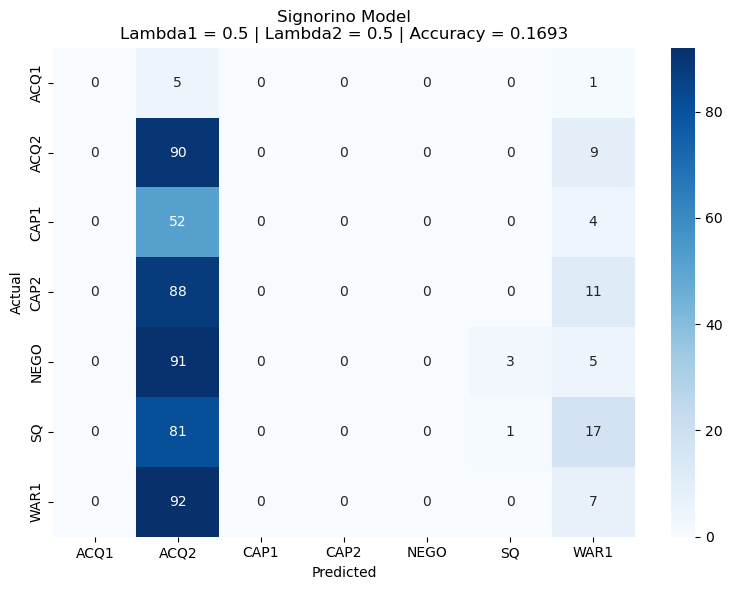 Signorino Model
Lambda1 = 0.5 | Lambda2 = 0.5 | Accuracy = 0.1693
ACQ1 0 5 0 0 0 0 1
ACQ2 0 90 0 0 0 0 9
CAP1 0 52 0 0 0 0 4
CAP2 0 88 0 0 0 0 11
NEGO 0 91 0 0 0 3 5
SQ 0 81 0 0 0 1 17
WAR1 0 92 0 0 0 0 7
ACQ1 ACQ2 CAP1 CAP2 NEGO SQ WAR1
Predicted
Actual
80
60
40
20
0